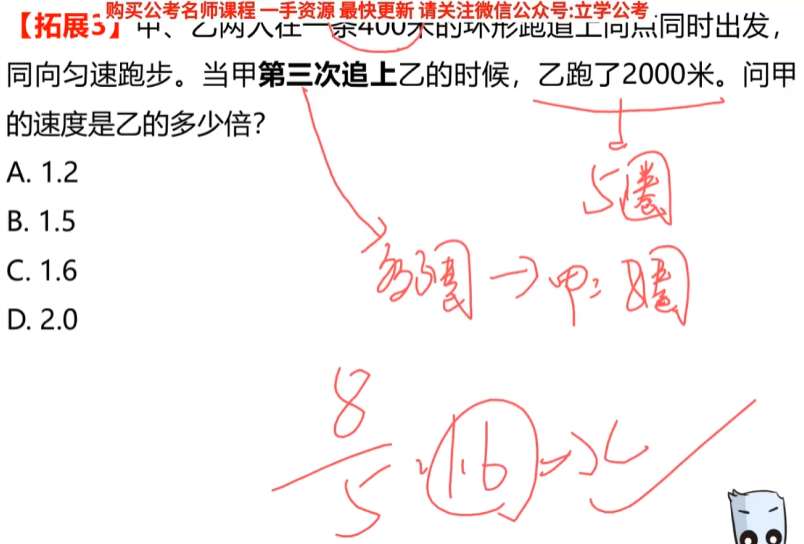 购买公考名师课程 一手资源 最快更新 请关注微信公众号:立学公考
【拓展3】甲、乙两人在一条400米的环形跑道上同点同时出发，
同向匀速跑步。当甲第三次追上乙的时候，乙跑了2000米。问甲
的速度是乙的多少倍？
A. 1.2
B. 1.5
C. 1.6
D. 2.0
5圈
多3圈→甲: 8圈
8
5
1.6